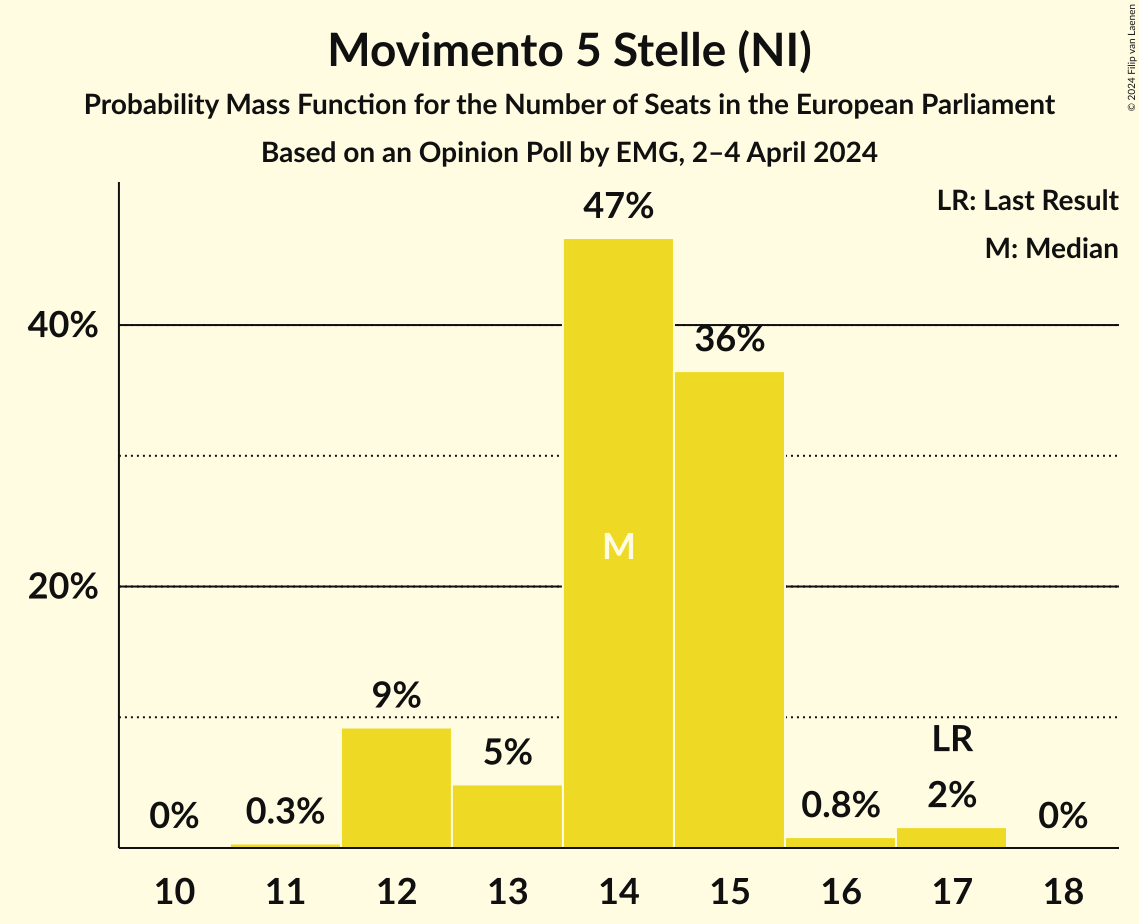 Movimento 5 Stelle (NI)
Probability Mass Function for the Number of Seats in the European Parliament
Based on an Opinion Poll by EMG, 2–4 April 2024
© 2024 Filip van Laenen
LR: Last Result
M: Median
40%
20%
0%
0.3%
9%
5%
47%
M
36%
0.8%
LR
2%
0%
10 11 12 13 14 15 16 17 18